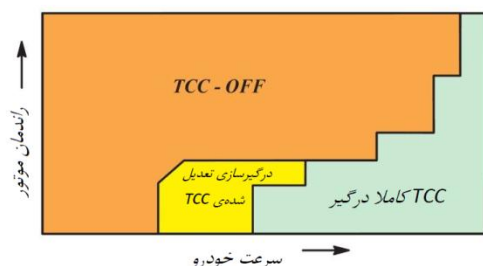 TCC - OFF
راندمان موتور
درگیرسازی تعدیل
شده‌ی TCC
TCC کاملا درگیر
سرعت خودرو